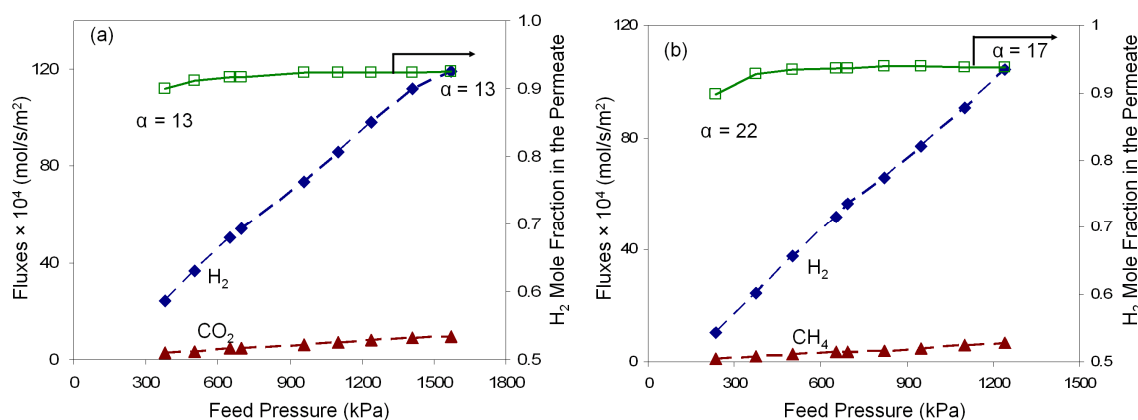 (a)
Fluxes × 10⁴ (mol/s/m²)
120
80
40
0
0
300
600
900
1200
1500
1800
Feed Pressure (kPa)
1.0
0.9
0.8
0.7
0.6
0.5
H₂ Mole Fraction in the Permeate
α = 13
α = 13
H₂
CO₂
(b)
Fluxes × 10⁴ (mol/s/m²)
120
80
40
0
0
300
600
900
1200
1500
Feed Pressure (kPa)
1
0.9
0.8
0.7
0.6
0.5
H₂ Mole Fraction in the Permeate
α = 22
α = 17
H₂
CH₄